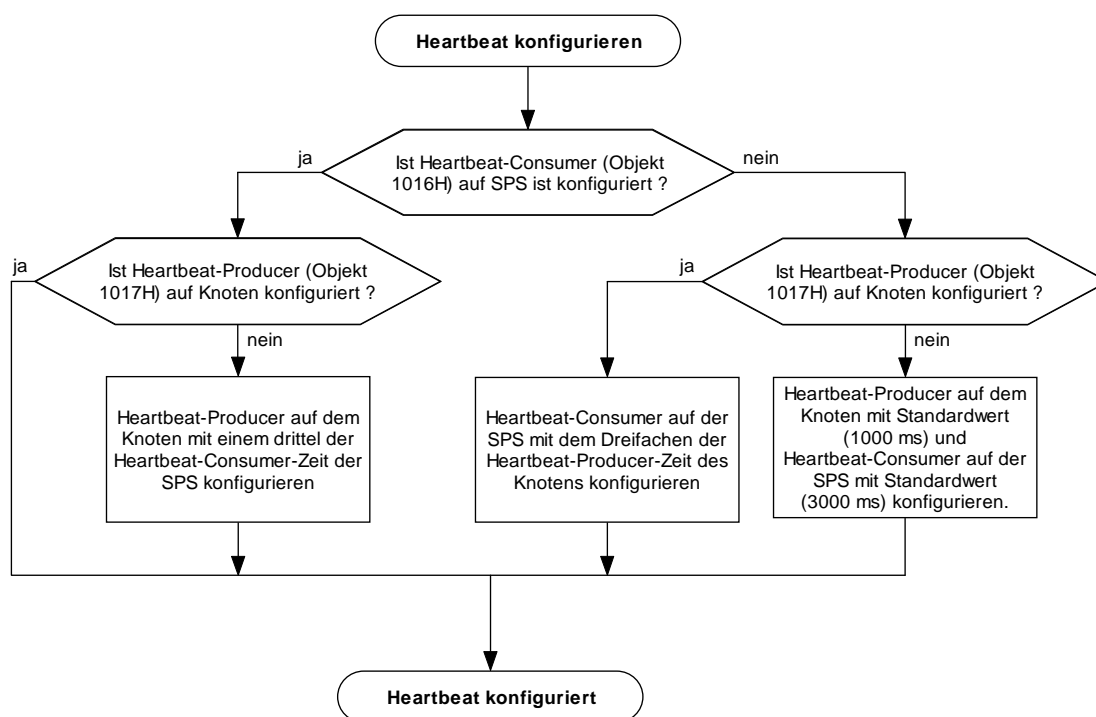 Heartbeat konfigurieren
ja
Ist Heartbeat-Consumer (Objekt
1016H) auf SPS ist konfiguriert ?
nein
ja
Ist Heartbeat-Producer (Objekt
1017H) auf Knoten konfiguriert ?
nein
ja
Ist Heartbeat-Producer (Objekt
1017H) auf Knoten konfiguriert ?
nein
Heartbeat-Producer auf dem
Knoten mit einem drittel der
Heartbeat-Consumer-Zeit der
SPS konfigurieren
Heartbeat-Consumer auf der
SPS mit dem Dreifachen der
Heartbeat-Producer-Zeit des
Knotens konfigurieren
Heartbeat-Producer auf dem
Knoten mit Standardwert
(1000 ms) und
Heartbeat-Consumer auf der
SPS mit Standardwert
(3000 ms) konfigurieren.
Heartbeat konfiguriert